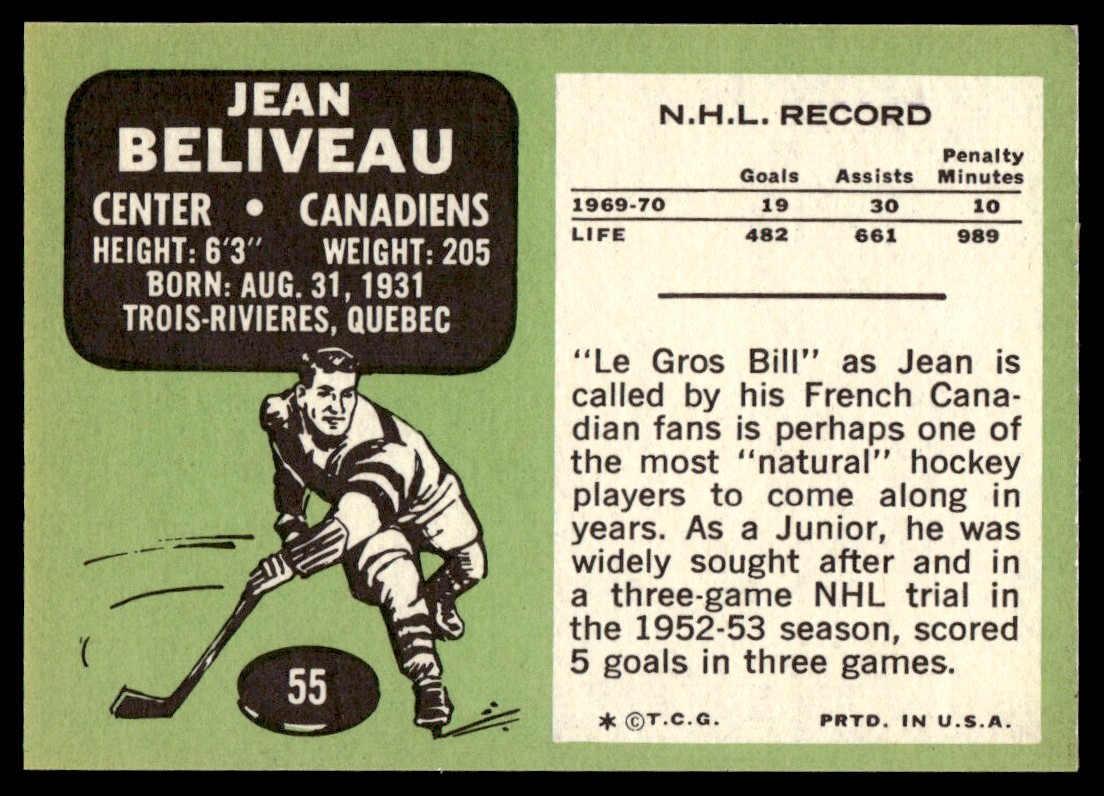 JEAN
BELIVEAU
CENTER • CANADIENS
HEIGHT: 6'3" WEIGHT: 205
BORN: AUG. 31, 1931
TROIS-RIVIERES, QUEBEC
55
N.H.L. RECORD
Goals Assists Penalty Minutes
1969-70 19 30 10
LIFE 482 661 989
"Le Gros Bill" as Jean is
called by his French Cana-
dian fans is perhaps one of
the most "natural" hockey
players to come along in
years. As a Junior, he was
widely sought after and in
a three-game NHL trial in
the 1952-53 season, scored
5 goals in three games.
* ©T.C.G. PRTD. IN U.S.A.